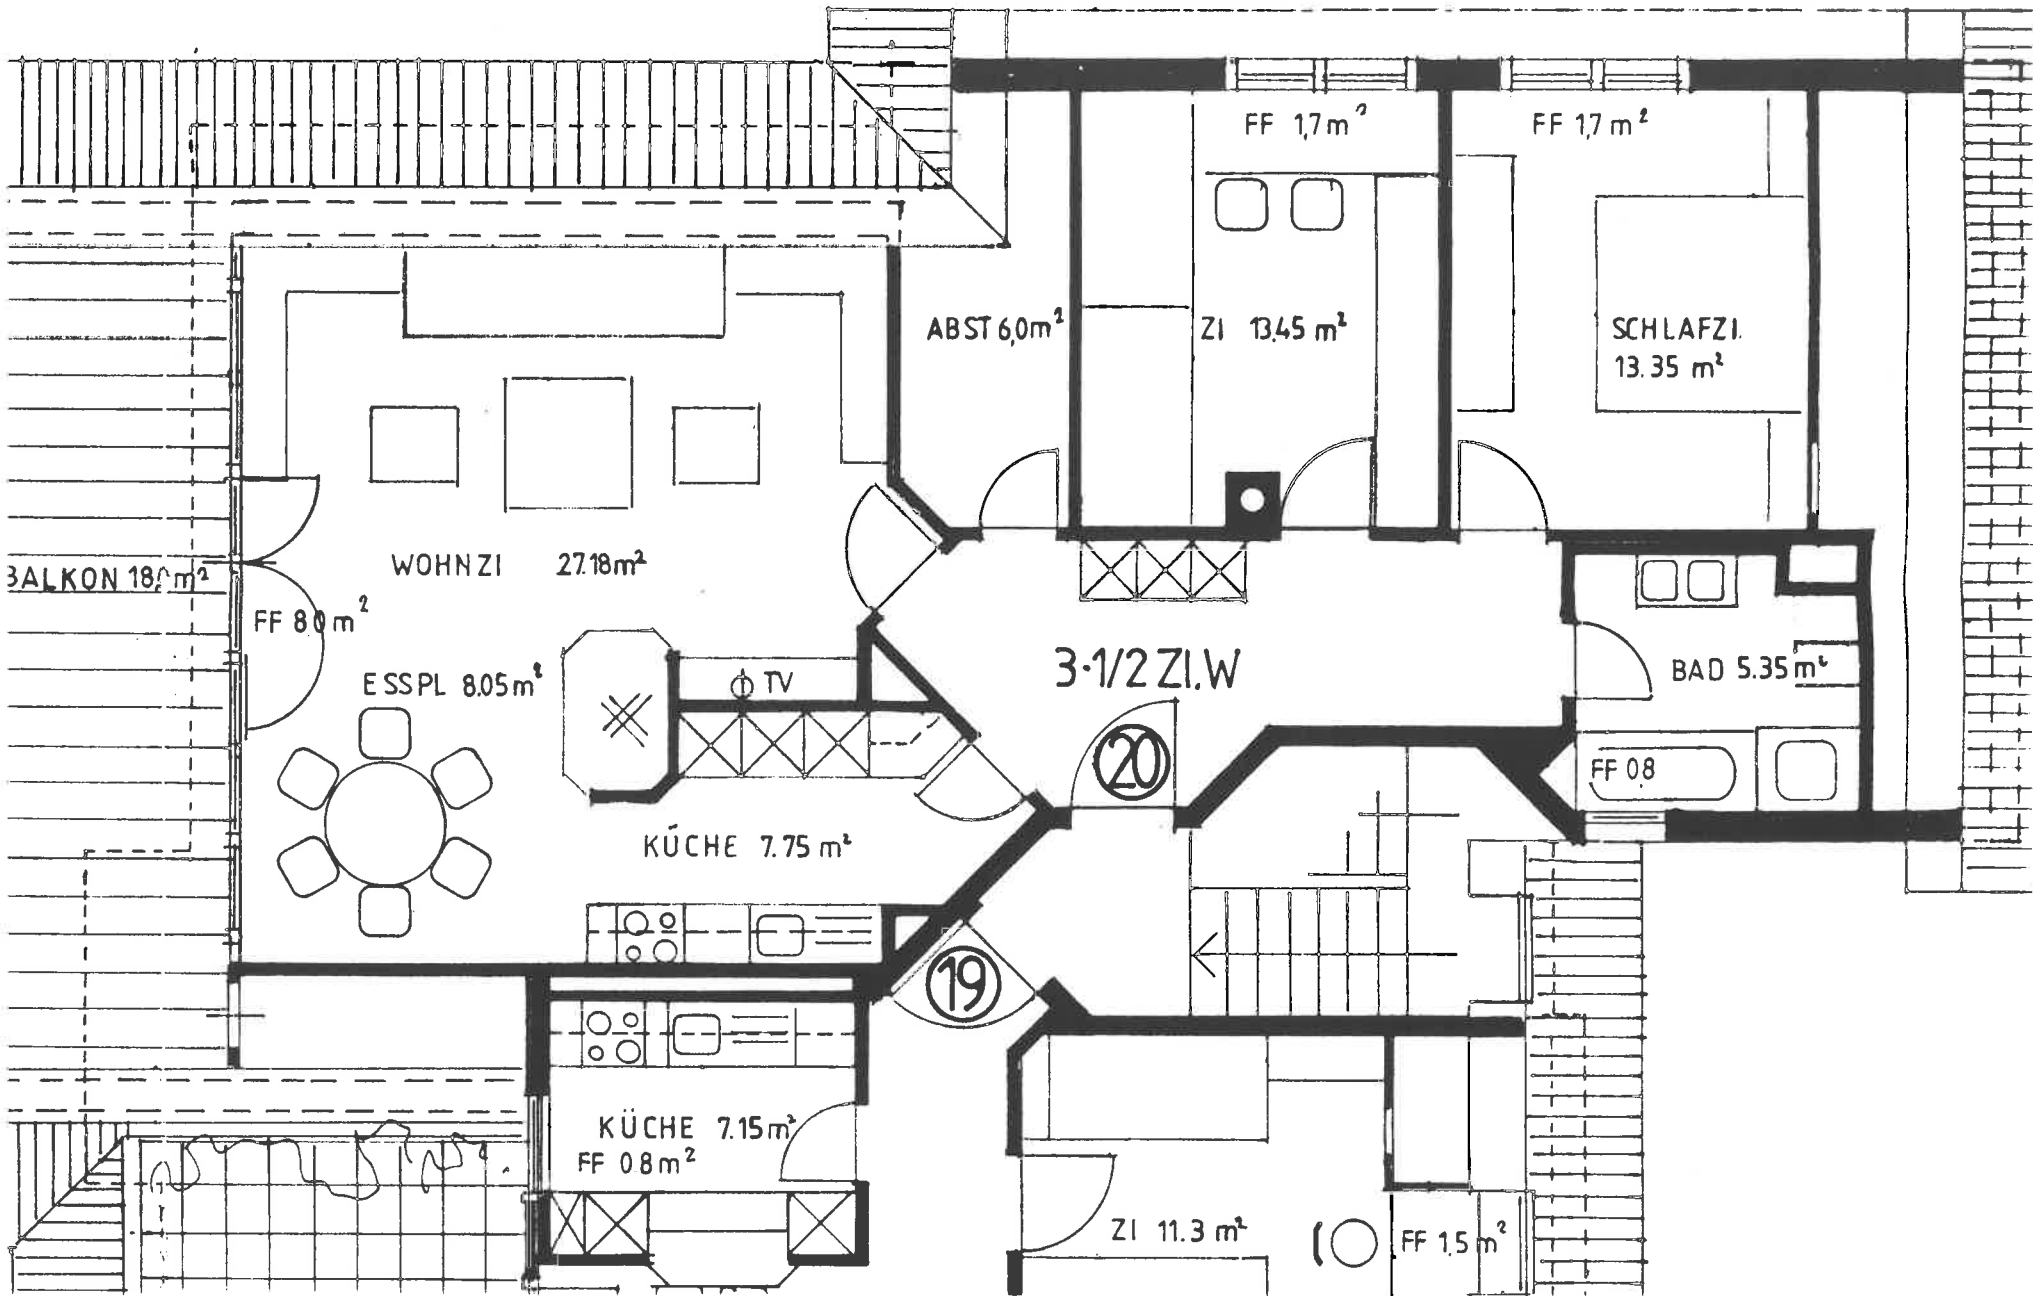 FF 1,7 m²
FF 1,7 m²
ABST 6,0 m²
ZI 13.45 m²
SCHLAFZI.
13.35 m²
WOHNZI 27.18 m²
BALKON
FF 8.0 m²
ESSPL 8.05 m²
TV
3-1/2 ZI.W
BAD 5.35 m²
20
FF 08
KÜCHE 7.75 m²
19
KÜCHE 7.15 m²
FF 08 m²
ZI 11.3 m²
FF 1,5 m²